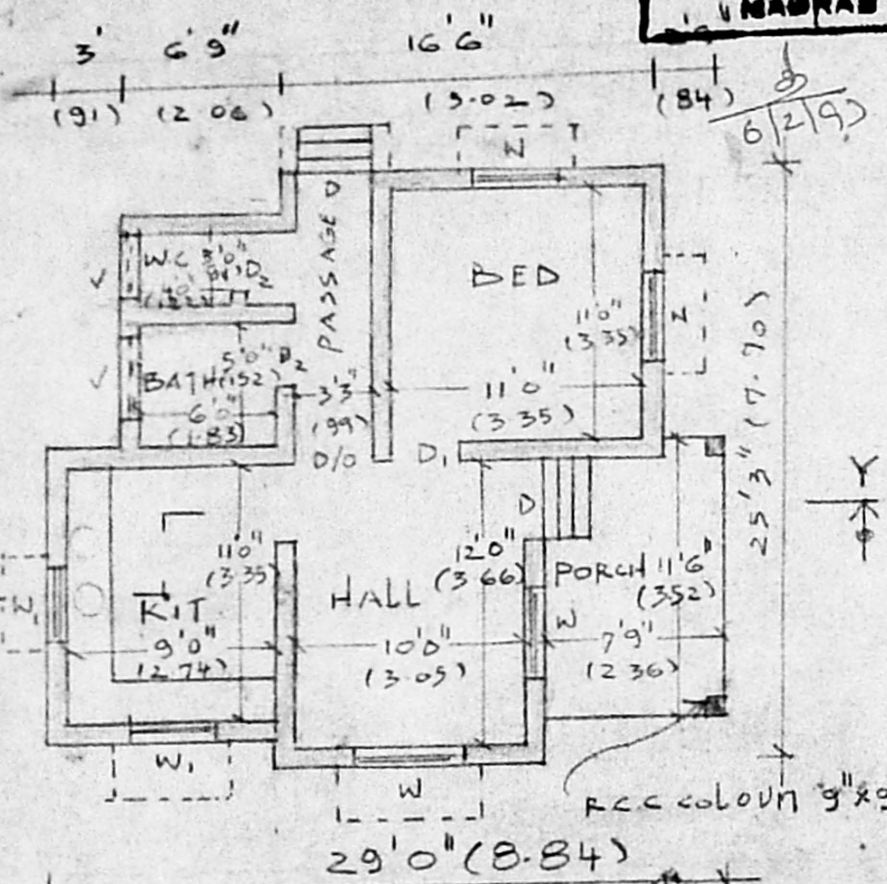 MADRAS
3' 6'9" 16'6"
(91) (2.06) (5.02) (84)
6/2/9
W
PASSAGE D
W.C 3'0"
D2
BED
11'0"
(3.35)
W
5'0" D2
BATH (1.52)
6'0"
(1.83)
3'3"
(99)
11'0"
(3.35)
D/O
D1
25'3" (7.70)
Y
D
11'0"
(3.35)
12'0"
(3.66)
PORCH 11'6"
(352)
HALL
KIT
W1
W
9'0"
(2.74)
10'0"
(3.05)
7'9"
(2.36)
W1
W
R.C.C COLOUM 9"x9
29'0" (8.84)